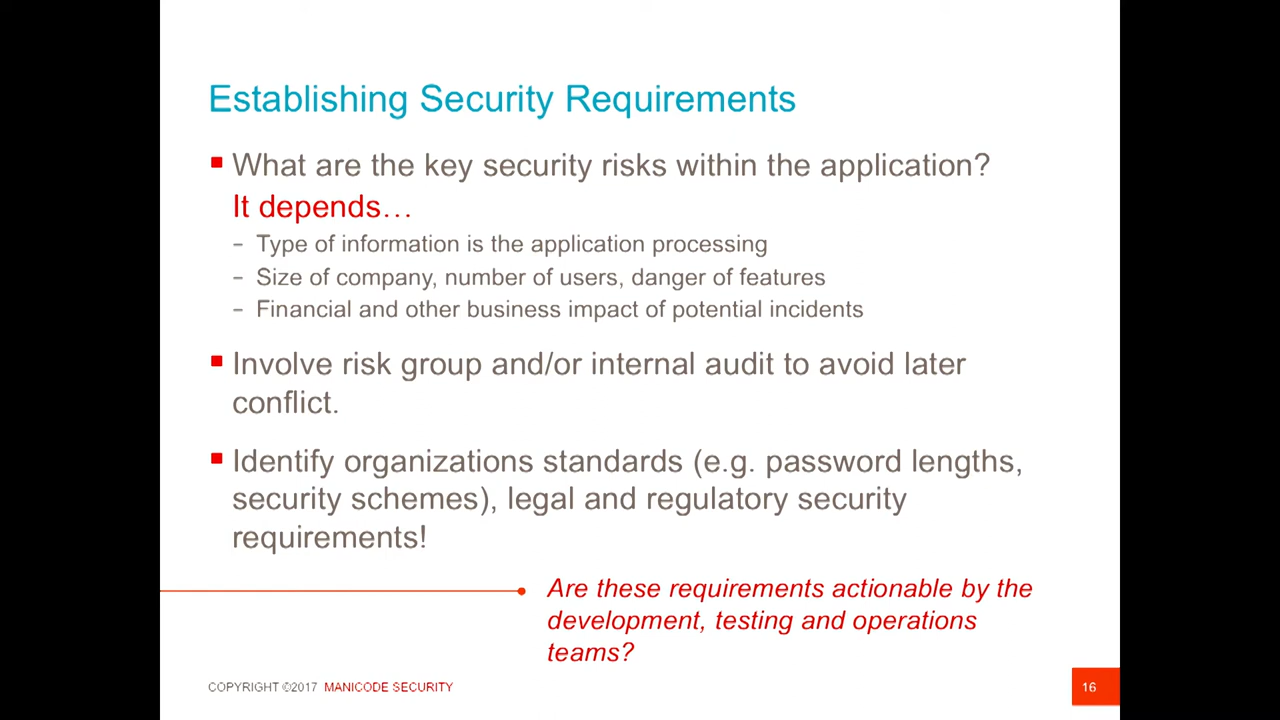 Establishing Security Requirements
What are the key security risks within the application?
It depends…
– Type of information is the application processing
– Size of company, number of users, danger of features
– Financial and other business impact of potential incidents
Involve risk group and/or internal audit to avoid later
conflict.
Identify organizations standards (e.g. password lengths,
security schemes), legal and regulatory security
requirements!
Are these requirements actionable by the
development, testing and operations
teams?
COPYRIGHT ©2017 MANICODE SECURITY
16